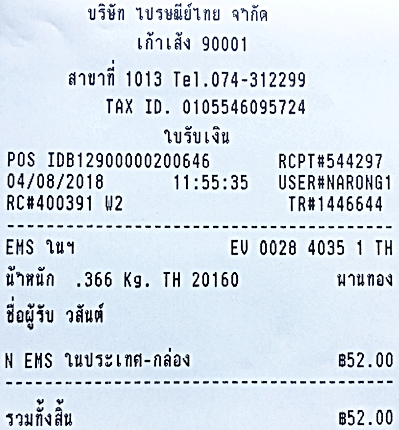 บริษัท ไปรษณีย์ไทย จำกัด
เก้าเส้ง 90001
สาขาที่ 1013 Tel.074-312299
TAX ID. 0105546095724
ใบรับเงิน
POS IDB12900000200646 RCPT#544297
04/08/2018 11:55:35 USER#NARONG1
RC#400391 W2 TR#1446644
EMS ในฯ EV 0028 4035 1 TH
น้ำหนัก .366 Kg. TH 20160 พานทอง
ชื่อผู้รับ วสันต์
N EMS ในประเทศ-กล่อง ฿52.00
รวมทั้งสิ้น ฿52.00